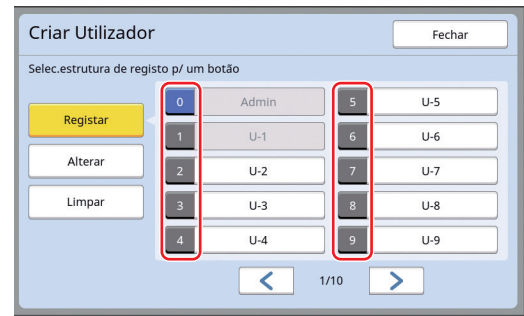 Criar Utilizador
Fechar
Selec.estrutura de registo p/ um botão
Registar
Alterar
Limpar
0 Admin 5 U-5
1 U-1 6 U-6
2 U-2 7 U-7
3 U-3 8 U-8
4 U-4 9 U-9
1/10